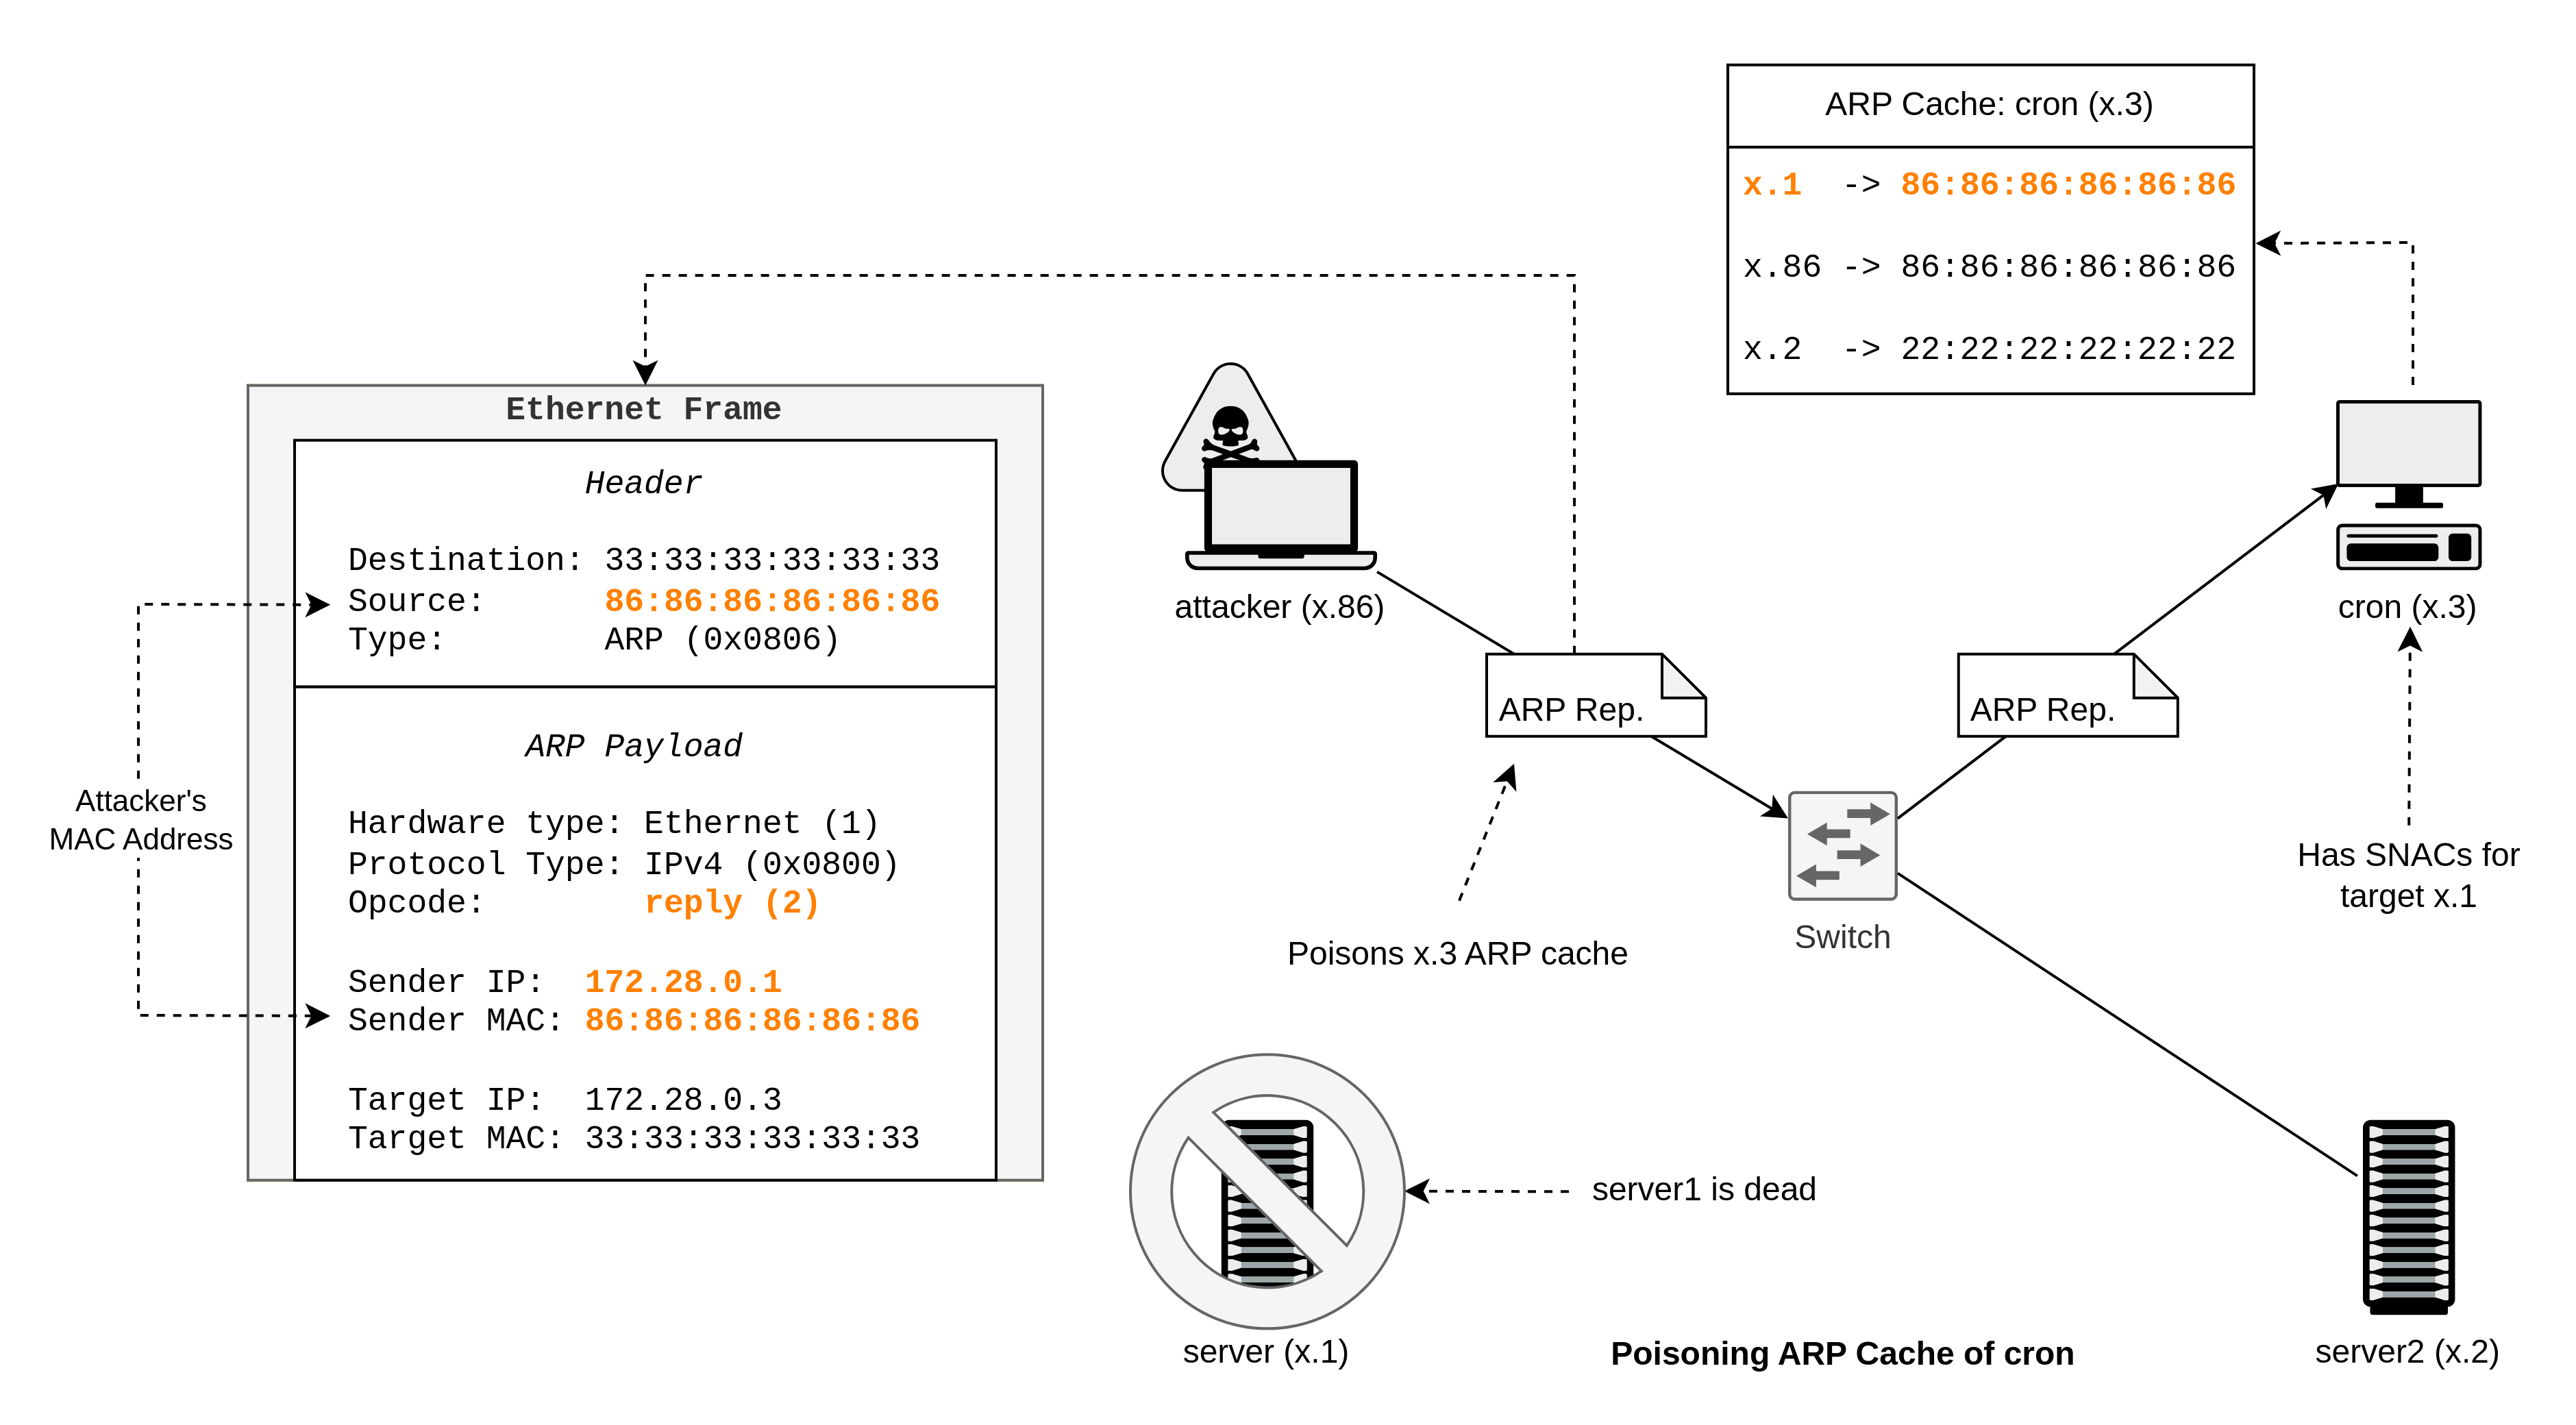 ARP Cache: cron (x.3)
x.1 -> 86:86:86:86:86:86
x.86 -> 86:86:86:86:86:86
x.2 -> 22:22:22:22:22:22
Ethernet Frame
Header
Destination: 33:33:33:33:33:33
Source: 86:86:86:86:86:86
Type: ARP (0x0806)
ARP Payload
Hardware type: Ethernet (1)
Protocol Type: IPv4 (0x0800)
Opcode: reply (2)
Sender IP: 172.28.0.1
Sender MAC: 86:86:86:86:86:86
Target IP: 172.28.0.3
Target MAC: 33:33:33:33:33:33
Attacker's
MAC Address
attacker (x.86)
cron (x.3)
ARP Rep.
ARP Rep.
Has SNACs for
target x.1
Switch
Poisons x.3 ARP cache
server1 is dead
server (x.1)
Poisoning ARP Cache of cron
server2 (x.2)